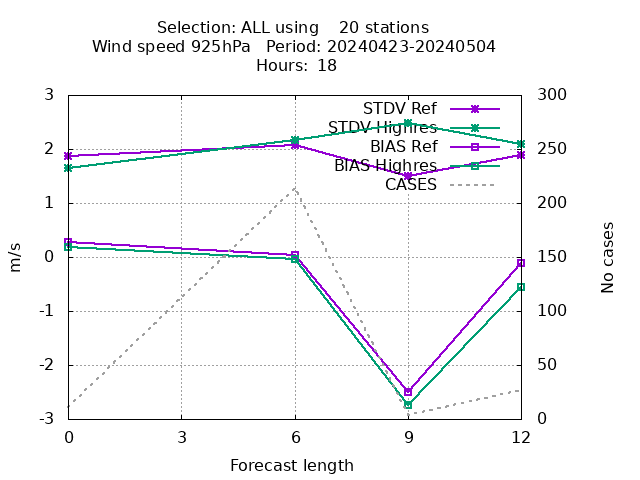 Selection: ALL using    20 stations
Wind speed 925hPa   Period: 20240423-20240504
Hours: 18
3
300
STDV Ref
STDV Highres
2
BIAS Ref
250
BIAS Highres
CASES
1
200
m/s
0
150
No cases
-1
100
-2
50
-3
0
0 3 6 9 12
Forecast length